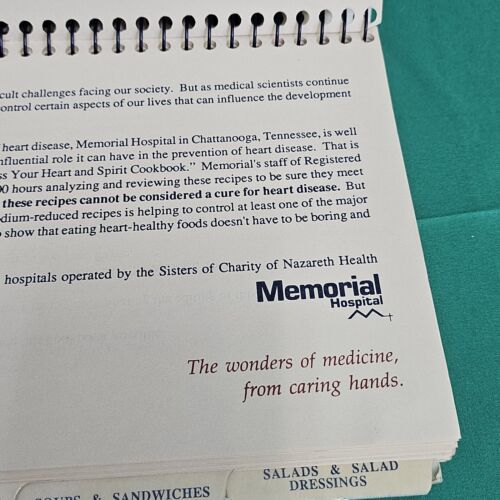 cult challenges facing our society. But as medical scientists continue
control certain aspects of our lives that can influence the development
heart disease, Memorial Hospital in Chattanooga, Tennessee, is well
nfluential role it can have in the prevention of heart disease. That is
ss Your Heart and Spirit Cookbook." Memorial's staff of Registered
00 hours analyzing and reviewing these recipes to be sure they meet
these recipes cannot be considered a cure for heart disease. But
dium-reduced recipes is helping to control at least one of the major
show that eating heart-healthy foods doesn't have to be boring and
hospitals operated by the Sisters of Charity of Nazareth Health
Memorial
Hospital
The wonders of medicine,
from caring hands.
SOUPS & SANDWICHES
SALADS & SALAD
DRESSINGS